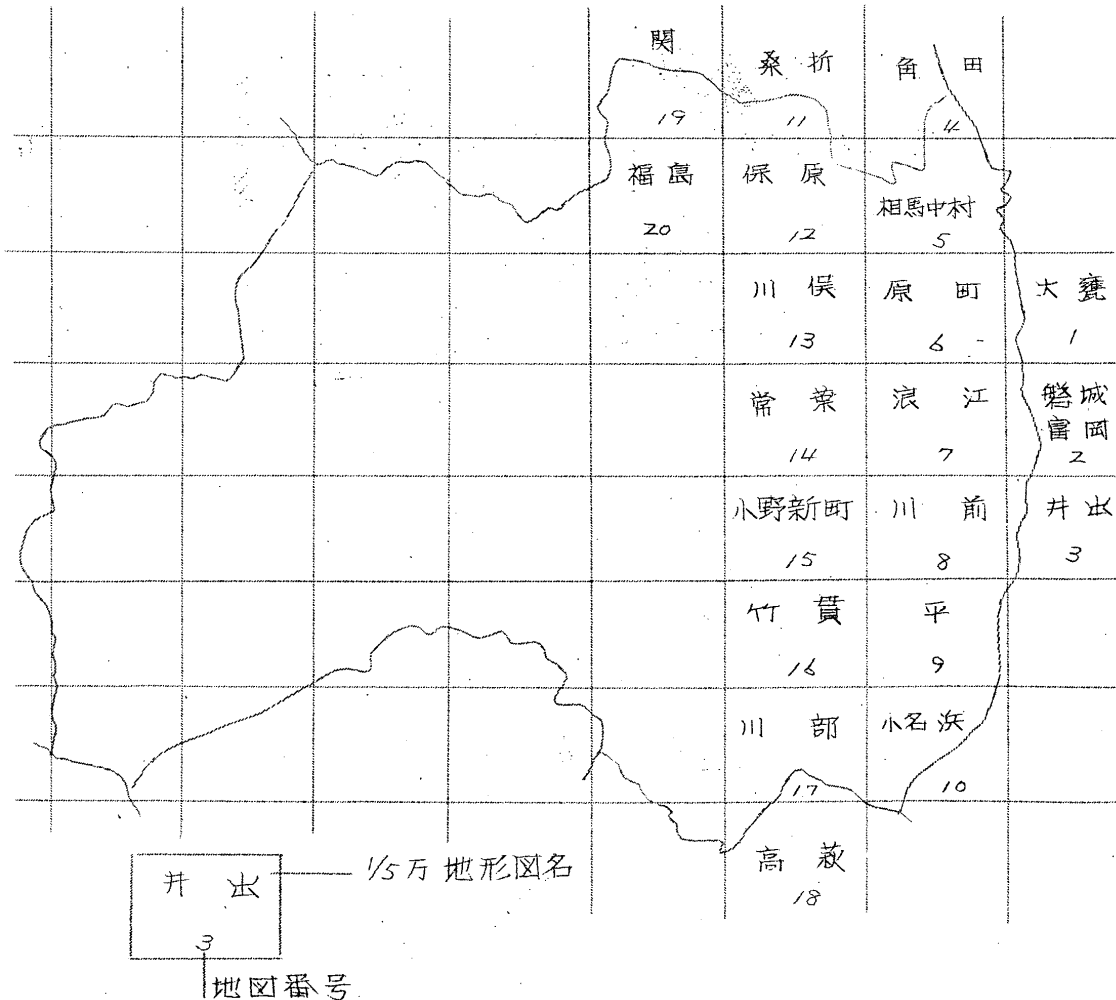 関
桑折
角田
19
11
4
福島
保原
相馬中村
20
12
5
川俣
原町
大甕
13
6
1
常葉
浪江
磐城
富岡
14
7
2
小野新町
川前
井出
15
8
3
竹貫
平
16
9
川部
小名浜
17
10
高萩
18
井出
3
1/5万地形図名
地図番号